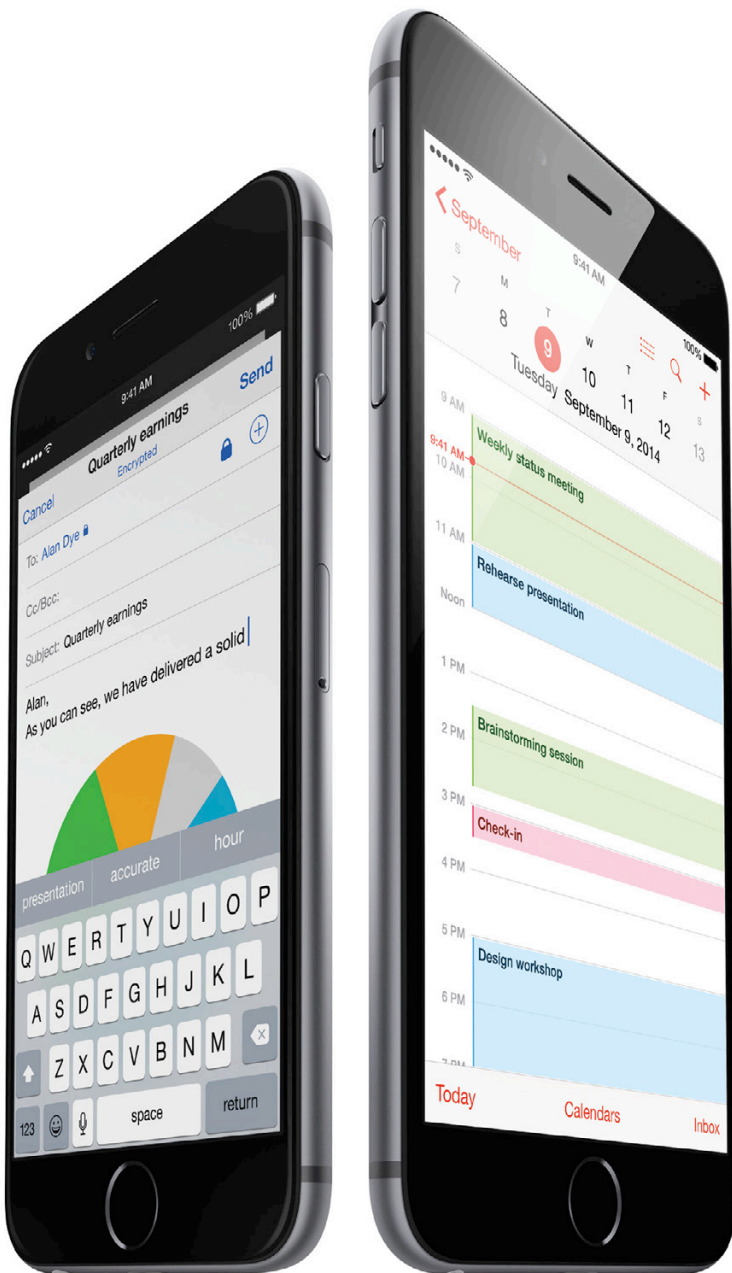 100%
9:41 AM
Cancel
Quarterly earnings
Send
Encrypted
To: Alan Dye
Cc/Bcc:
Subject: Quarterly earnings
Alan,
As you can see, we have delivered a solid
presentation accurate hour
Q W E R T Y U I O P
A S D F G H J K L
Z X C V B N M
123 space return
9:41 AM
100%
September
S M T W T F S
7 8 9 10 11 12 13
Tuesday September 9, 2014
9 AM
Weekly status meeting
9:41 AM
10 AM
11 AM
Rehearse presentation
Noon
1 PM
2 PM
Brainstorming session
3 PM
Check-in
4 PM
5 PM
Design workshop
6 PM
7 PM
Today Calendars Inbox